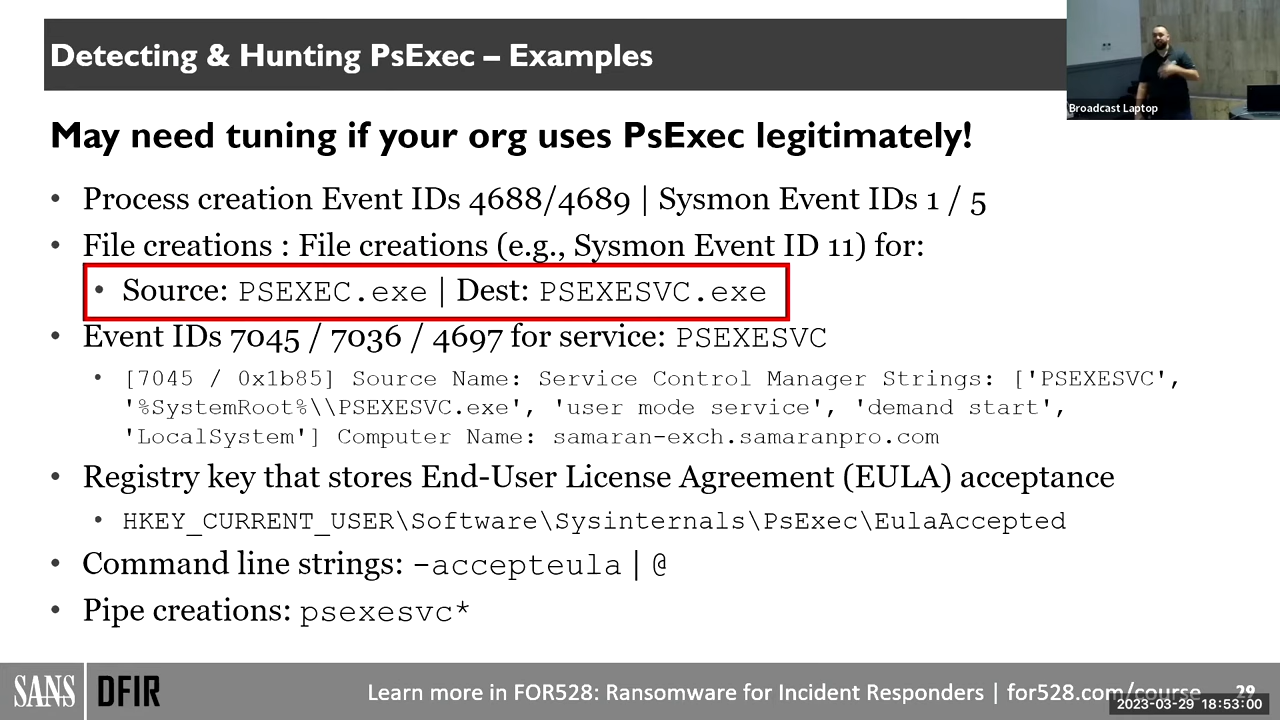 Detecting & Hunting PsExec – Examples
Broadcast Laptop
May need tuning if your org uses PsExec legitimately!
• Process creation Event IDs 4688/4689 | Sysmon Event IDs 1 / 5
• File creations : File creations (e.g., Sysmon Event ID 11) for:
• Source: PSEXEC.exe | Dest: PSEXESVC.exe
• Event IDs 7045 / 7036 / 4697 for service: PSEXESVC
• [7045 / 0x1b85] Source Name: Service Control Manager Strings: ['PSEXESVC',
'%SystemRoot%\\PSEXESVC.exe', 'user mode service', 'demand start',
'LocalSystem'] Computer Name: samaran-exch.samaranpro.com
• Registry key that stores End-User License Agreement (EULA) acceptance
• HKEY_CURRENT_USER\Software\Sysinternals\PsExec\EulaAccepted
• Command line strings: -accepteula | @
• Pipe creations: psexesvc*
SANS DFIR
Learn more in FOR528: Ransomware for Incident Responders | for528.com/course 29
2023-03-29 18:53:00